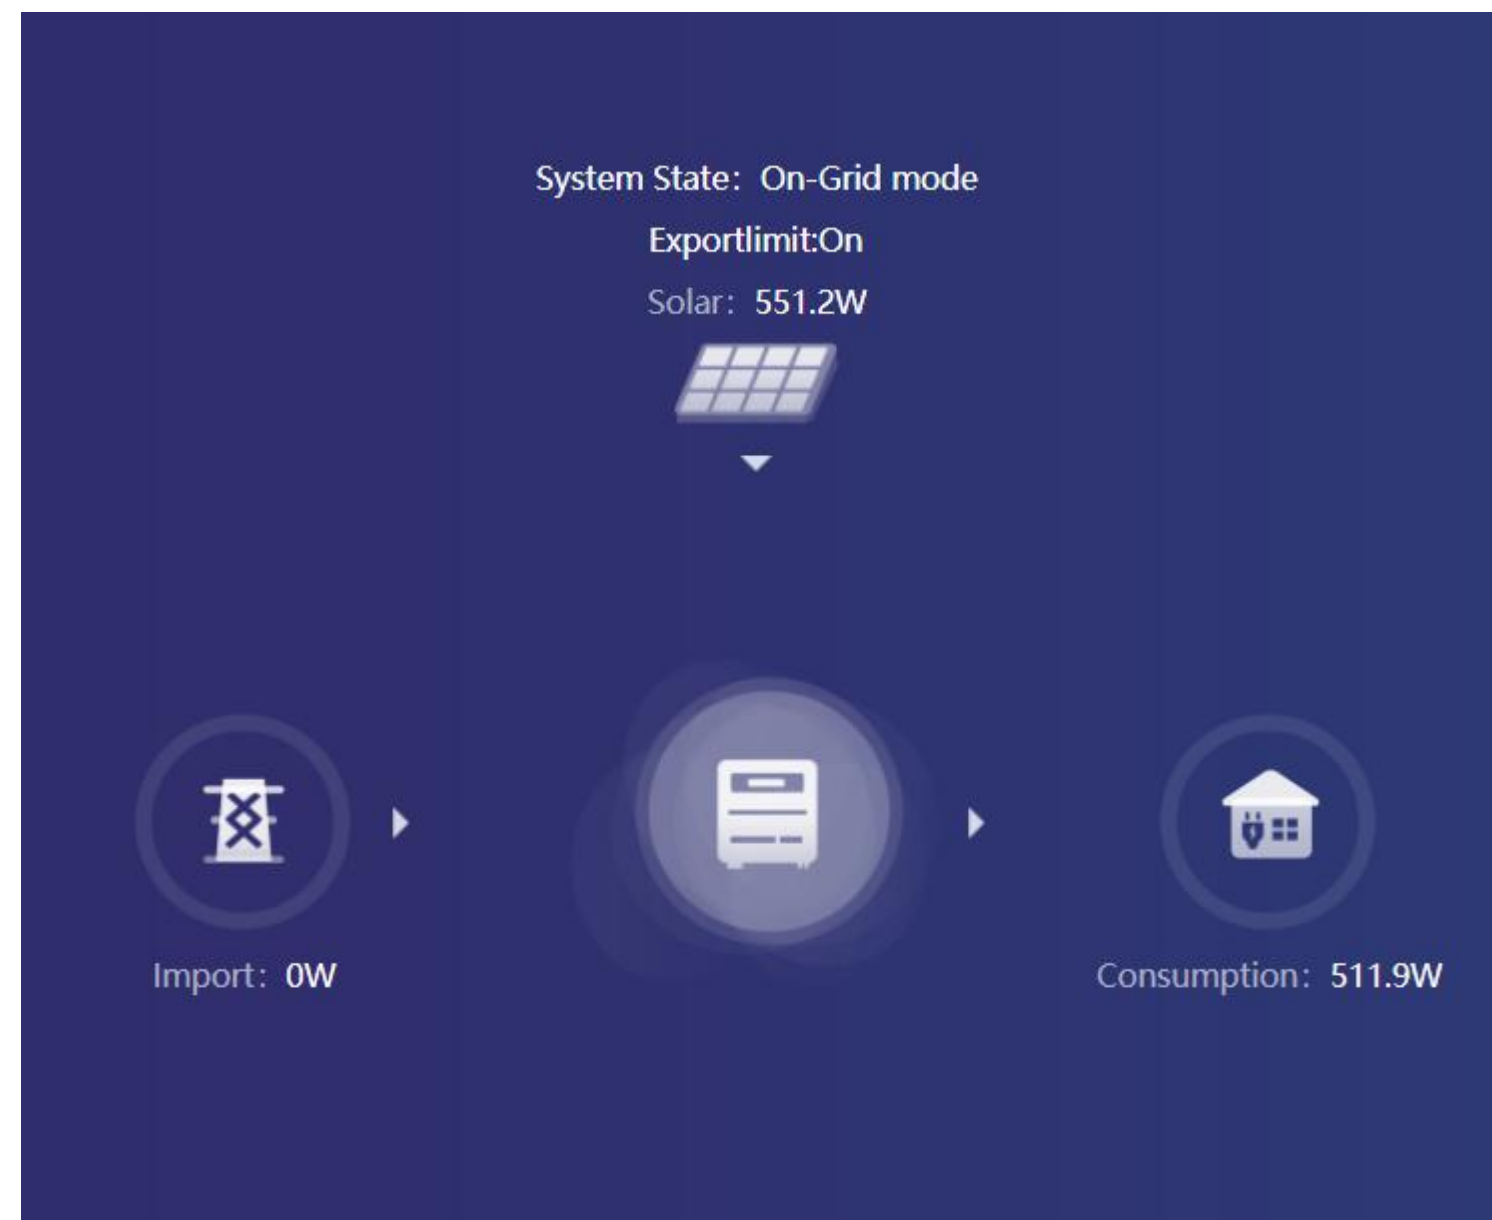 System State: On-Grid mode
Exportlimit:On
Solar: 551.2W
Import: 0W
Consumption: 511.9W